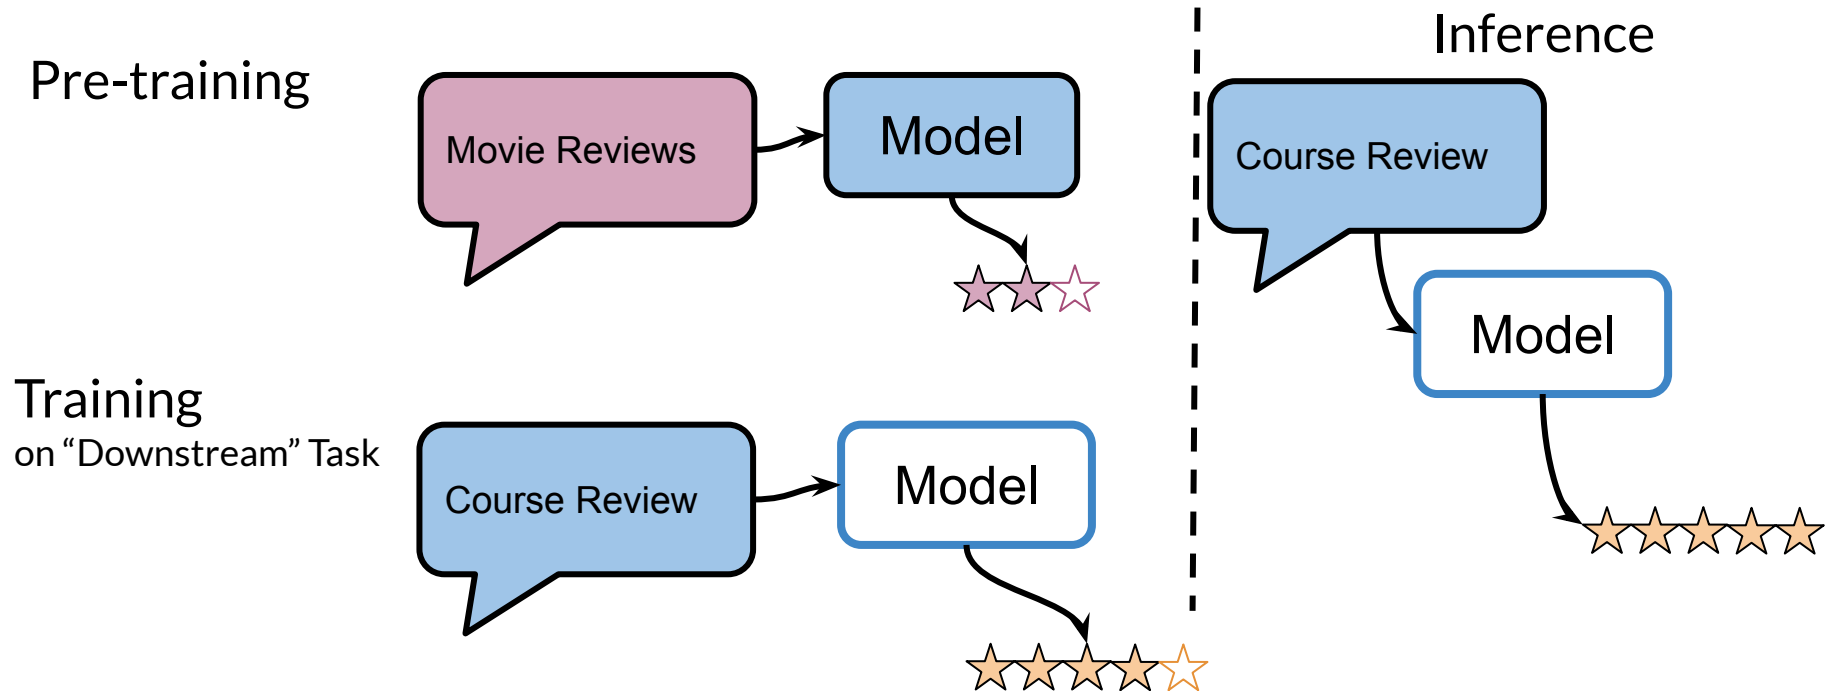 Pre-training
Movie Reviews
Model
Training
on “Downstream” Task
Course Review
Model
Inference
Course Review
Model